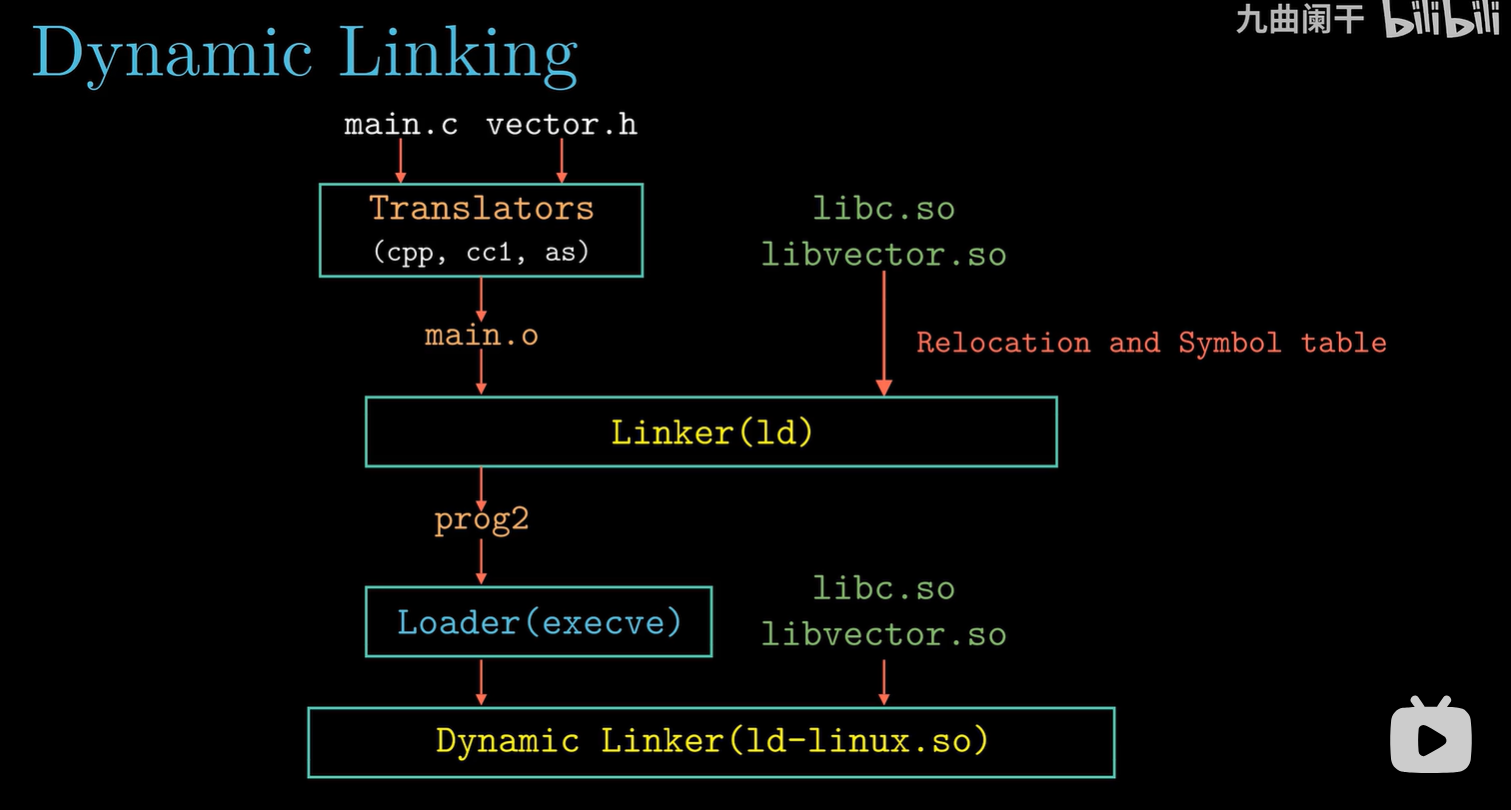 Dynamic Linking
九曲阑干 bilibili
main.c vector.h
Translators
(cpp, cc1, as)
libc.so
libvector.so
main.o
Relocation and Symbol table
Linker(ld)
prog2
Loader(execve)
libc.so
libvector.so
Dynamic Linker(ld-linux.so)